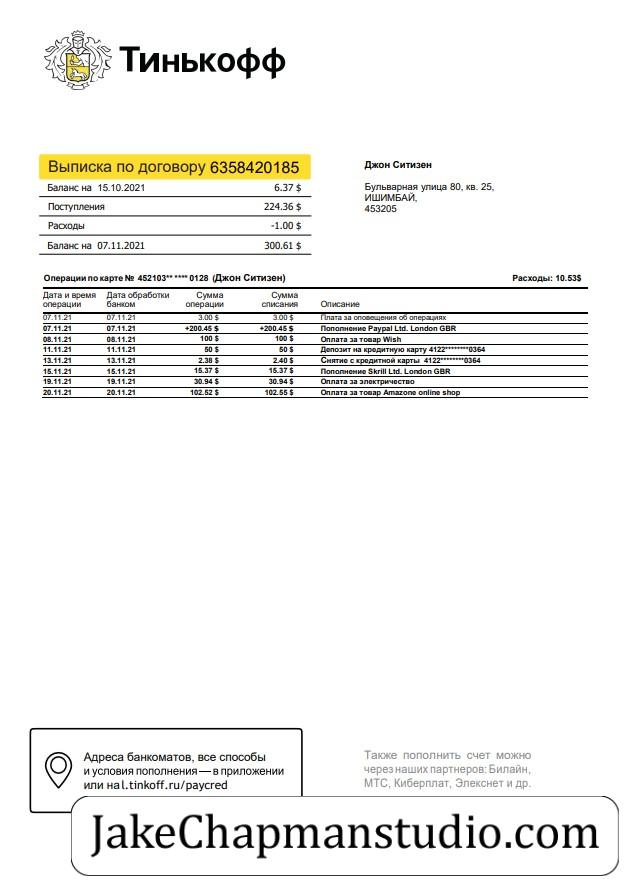 Тинькофф
Выписка по договору 6358420185
Баланс на 15.10.2021 6.37 $
Поступления 224.36 $
Расходы -1.00 $
Баланс на 07.11.2021 300.61 $
Джон Ситизен
Бульварная улица 80, кв. 25,
ИШИМБАЙ,
453205
Операции по карте № 452103** **** 0128 (Джон Ситизен) Расходы: 10.53$
Дата и время Дата обработки Сумма Сумма
операции банком операции списания Описание
07.11.21 07.11.21 3.00 $ 3.00 $ Плата за оповещения об операциях
07.11.21 07.11.21 +200.45 $ +200.45 $ Пополнение Paypal Ltd. London GBR
08.11.21 08.11.21 100 $ 100 $ Оплата за товар Wish
11.11.21 11.11.21 50 $ 50 $ Депозит на кредитную карту 4122********0364
13.11.21 13.11.21 2.38 $ 2.40 $ Снятие с кредитной карты 4122********0364
15.11.21 15.11.21 15.37 $ 15.37 $ Пополнение Skrill Ltd. London GBR
19.11.21 19.11.21 30.94 $ 30.94 $ Оплата за электричество
20.11.21 20.11.21 102.52 $ 102.55 $ Оплата за товар Amazone online shop
Адреса банкоматов, все способы
и условия пополнения — в приложении
или на l.tinkoff.ru/paycred
Также пополнить счет можно
через наших партнеров: Билайн,
МТС, Киберплат, Элекснет и др.
JakeChapmanstudio.com